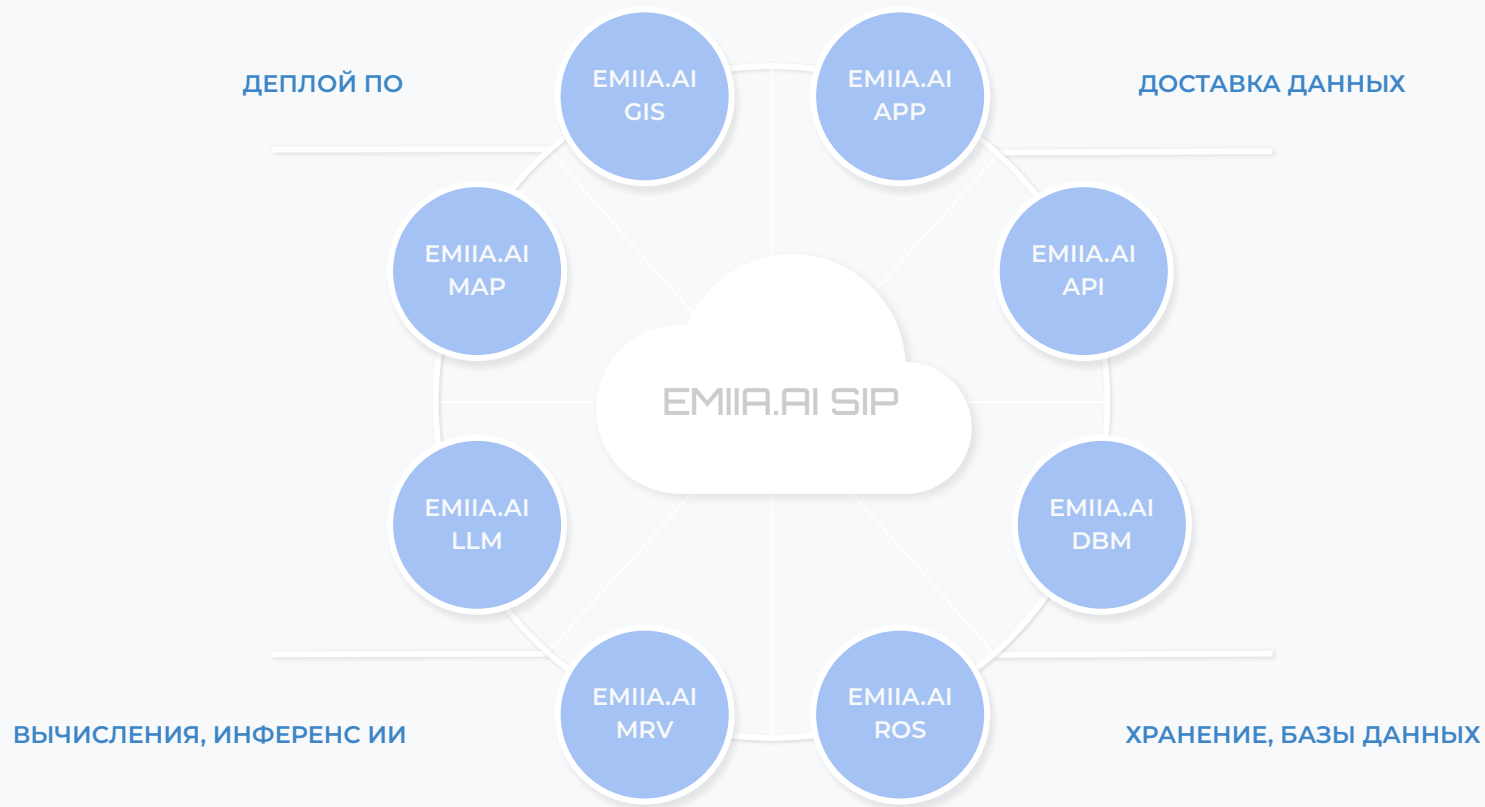 ДЕПЛОЙ ПО
EMIIA.AI
GIS
EMIIA.AI
APP
ДОСТАВКА ДАННЫХ
EMIIA.AI
MAP
EMIIA.AI
API
EMIIA.AI SIP
EMIIA.AI
LLM
EMIIA.AI
DBM
ВЫЧИСЛЕНИЯ, ИНФЕРЕНС ИИ
EMIIA.AI
MRV
EMIIA.AI
ROS
ХРАНЕНИЕ, БАЗЫ ДАННЫХ